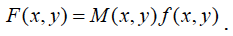 F(x, y) = M(x, y) f(x, y) .